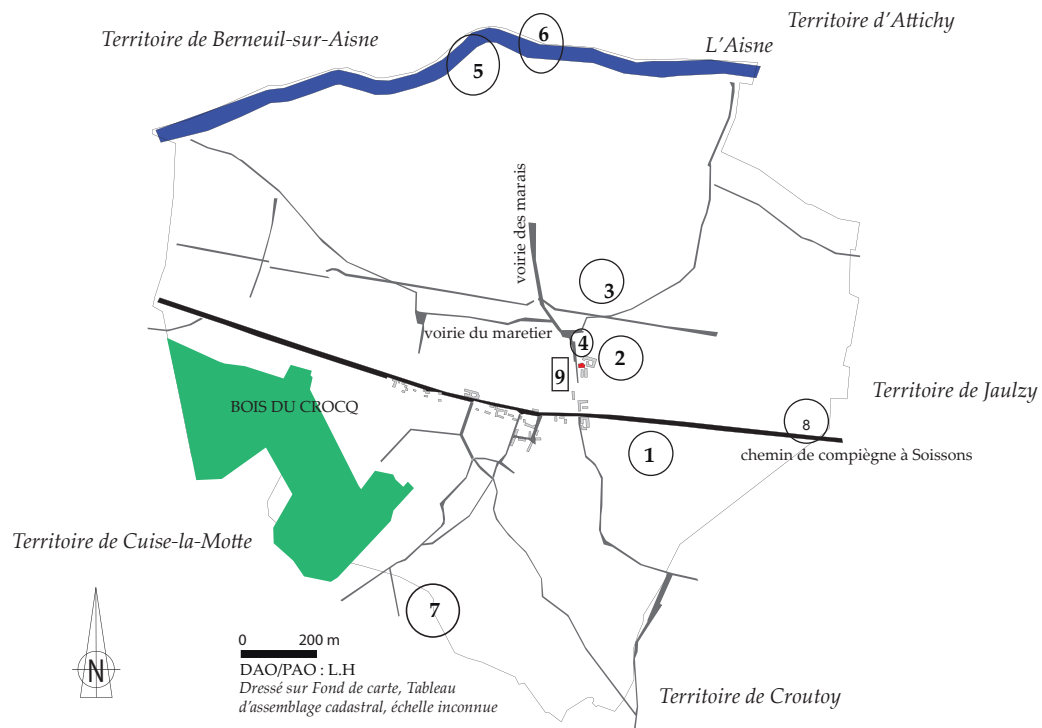 Territoire d'Attichy
Territoire de Berneuil-sur-Aisne
6
L'Aisne
5
voirie des marais
3
voirie du maretier
4
2
9
Territoire de Jaulzy
BOIS DU CROCQ
8
1
chemin de compiègne à Soissons
Territoire de Cuise-la-Motte
7
N
0 200 m
DAO/PAO : L.H
Dressé sur Fond de carte, Tableau
d'assemblage cadastral, échelle inconnue
Territoire de Croutoy